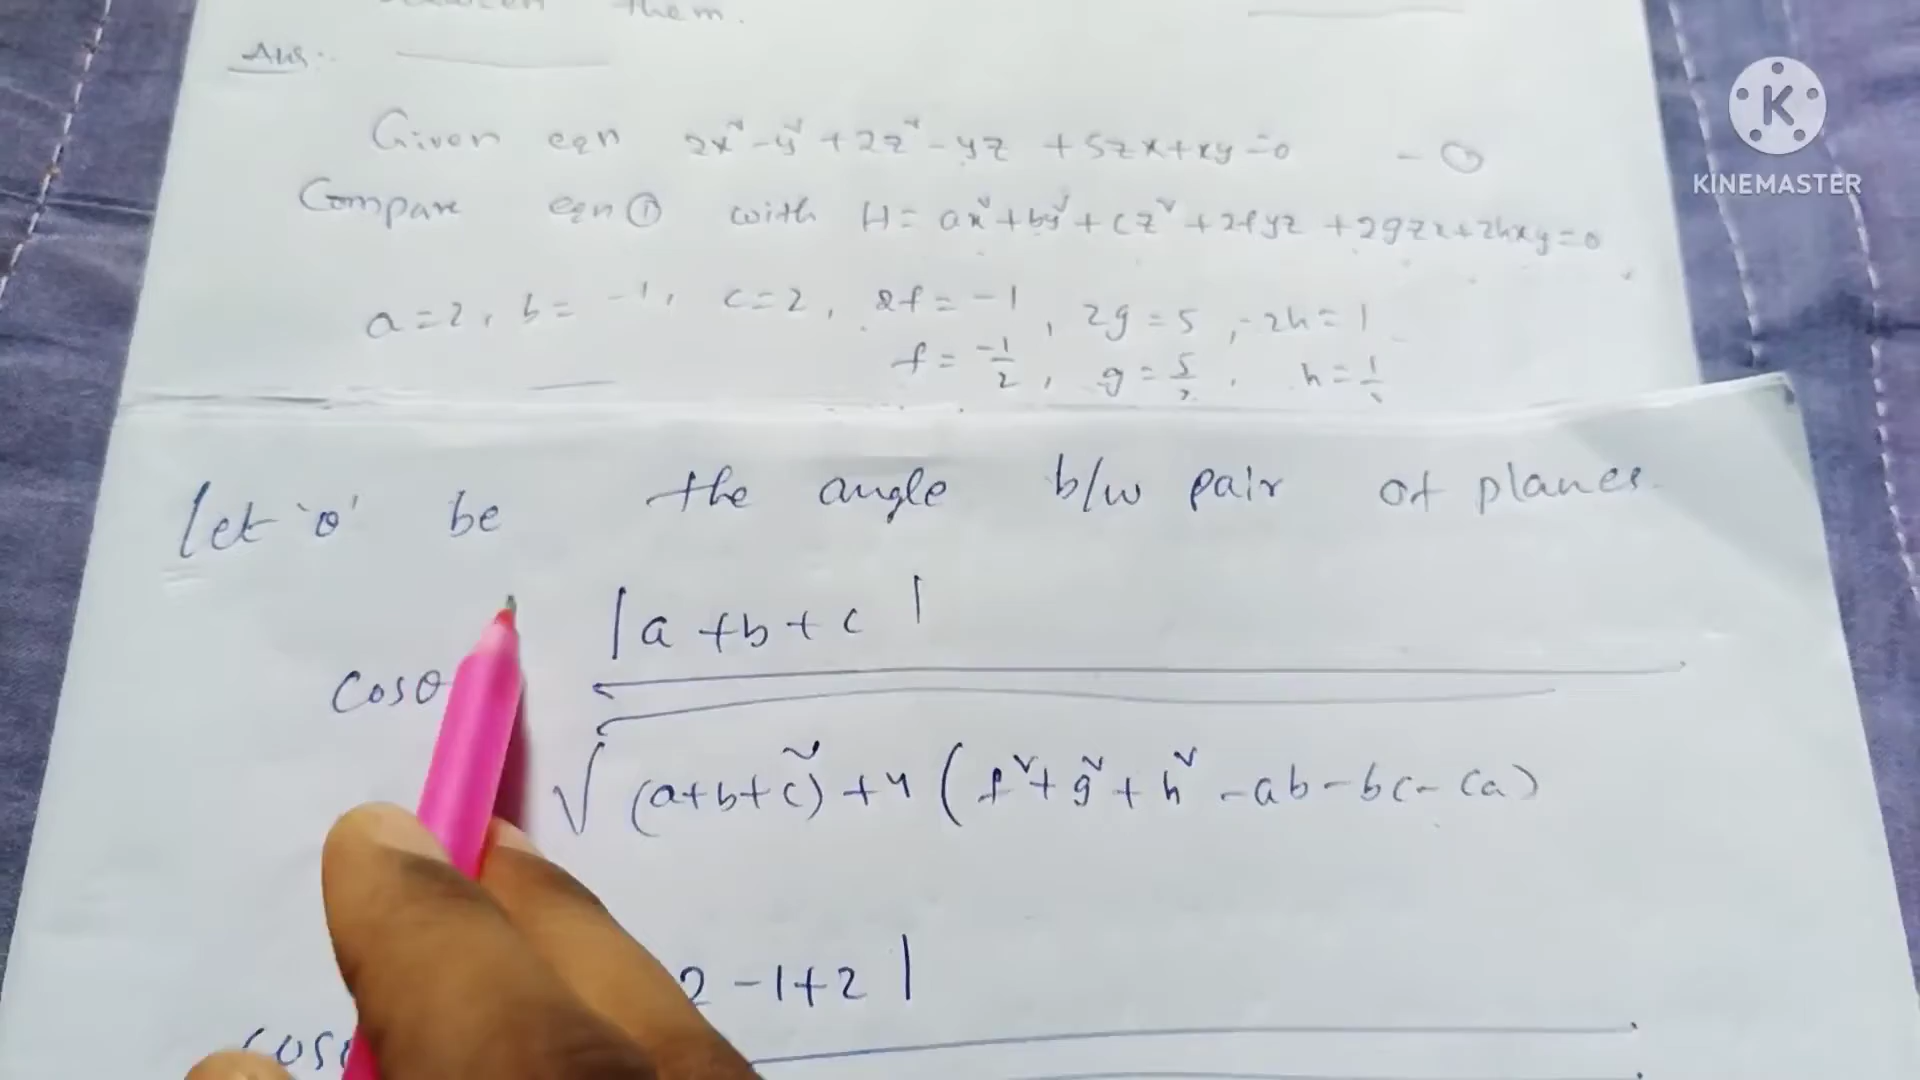 them.
Ans:-
KINEMASTER
Given eqn 2x² - y² + 2z² - yz + 5zx + xy = 0 - ①
Compare eqn ① with H = ax² + by² + cz² + 2fyz + 2gzx + 2hxy = 0
a = 2, b = -1, c = 2, 2f = -1, 2g = 5, 2h = 1
f = -1/2, g = 5/2, h = 1/
Let 'θ' be the angle b/w pair of planes.
|a + b + c|
cosθ
√(a+b+c)² + 4 (f² + g² + h² - ab - bc - ca)
2 - 1 + 2|
cos